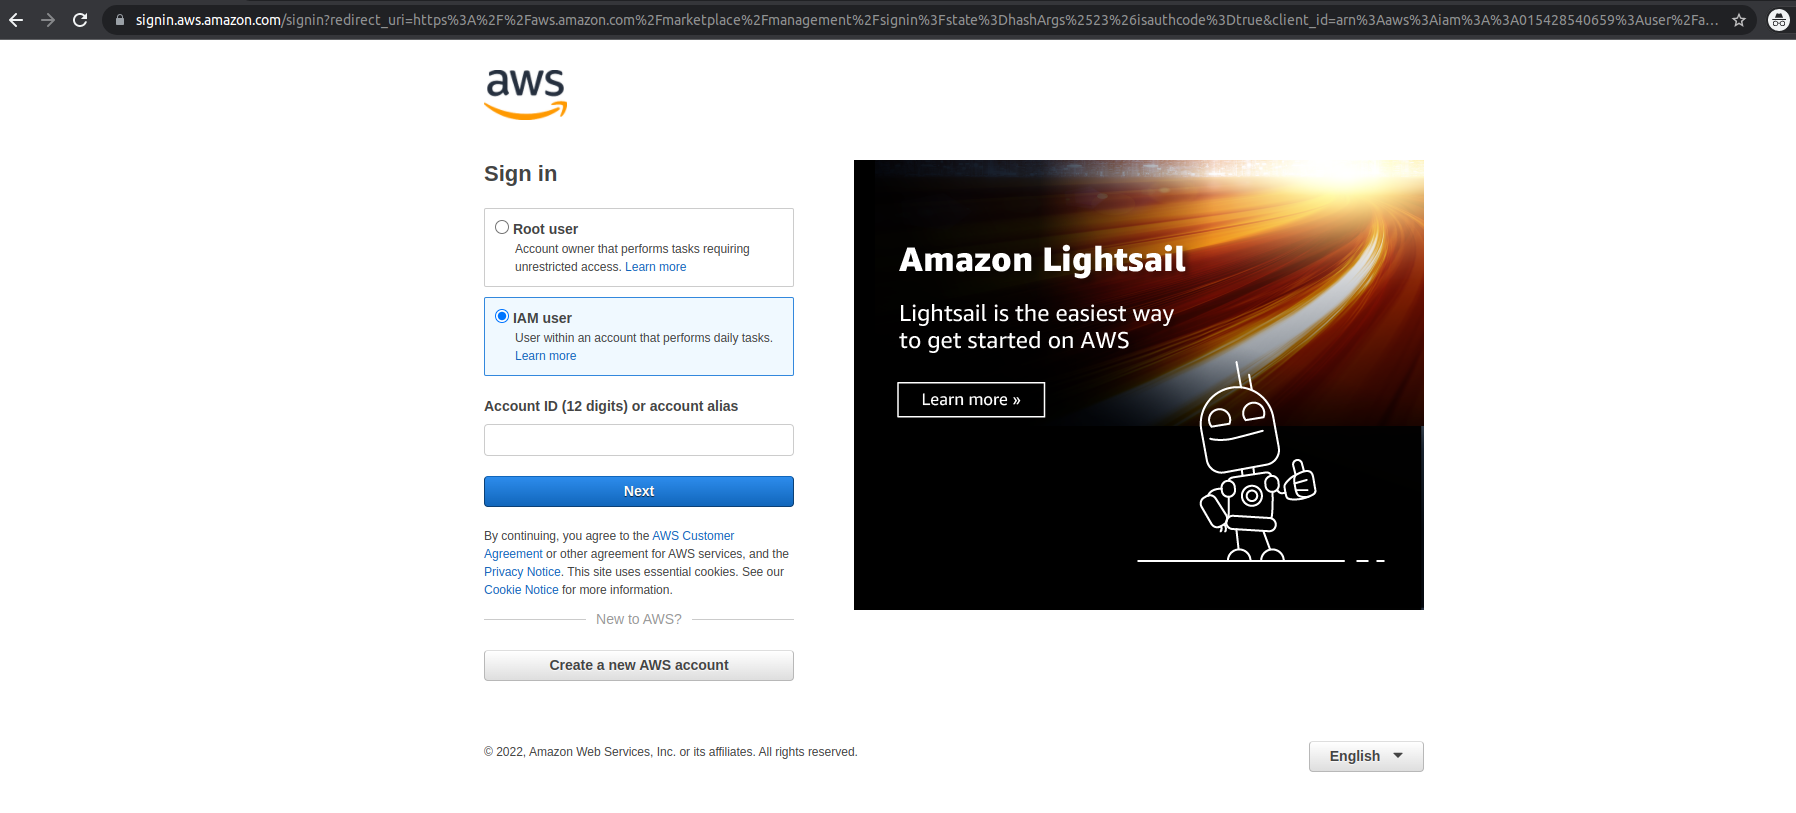 signin.aws.amazon.com/signin?redirect_uri=https%3A%2F%2Faws.amazon.com%2Fmarketplace%2Fmanagement%2Fsignin%3Fstate%3DhashArgs%2523%26isauthcode%3Dtrue&client_id=arn%3Aaws%3Aiam%3A%3A015428540659%3Auser%2Fa...
aws
Sign in
Root user
Account owner that performs tasks requiring
unrestricted access. Learn more
IAM user
User within an account that performs daily tasks.
Learn more
Account ID (12 digits) or account alias
Next
By continuing, you agree to the AWS Customer
Agreement or other agreement for AWS services, and the
Privacy Notice. This site uses essential cookies. See our
Cookie Notice for more information.
New to AWS?
Create a new AWS account
Amazon Lightsail
Lightsail is the easiest way
to get started on AWS
Learn more »
© 2022, Amazon Web Services, Inc. or its affiliates. All rights reserved.
English